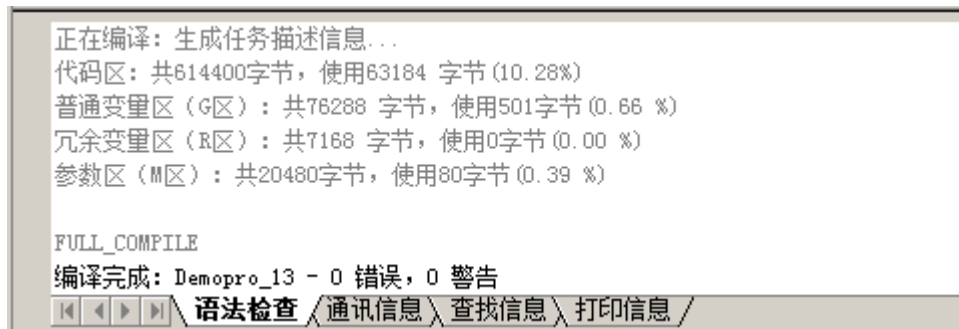 正在编译：生成任务描述信息...
代码区：共614400字节，使用63184 字节(10.28%)
普通变量区（G区）：共76288 字节，使用501字节(0.66 %)
冗余变量区（R区）：共7168 字节，使用0字节(0.00 %)
参数区（M区）：共20480字节，使用80字节(0.39 %)
FULL_COMPILE
编译完成：Demopro_13 - 0 错误，0 警告
语法检查 通讯信息 查找信息 打印信息